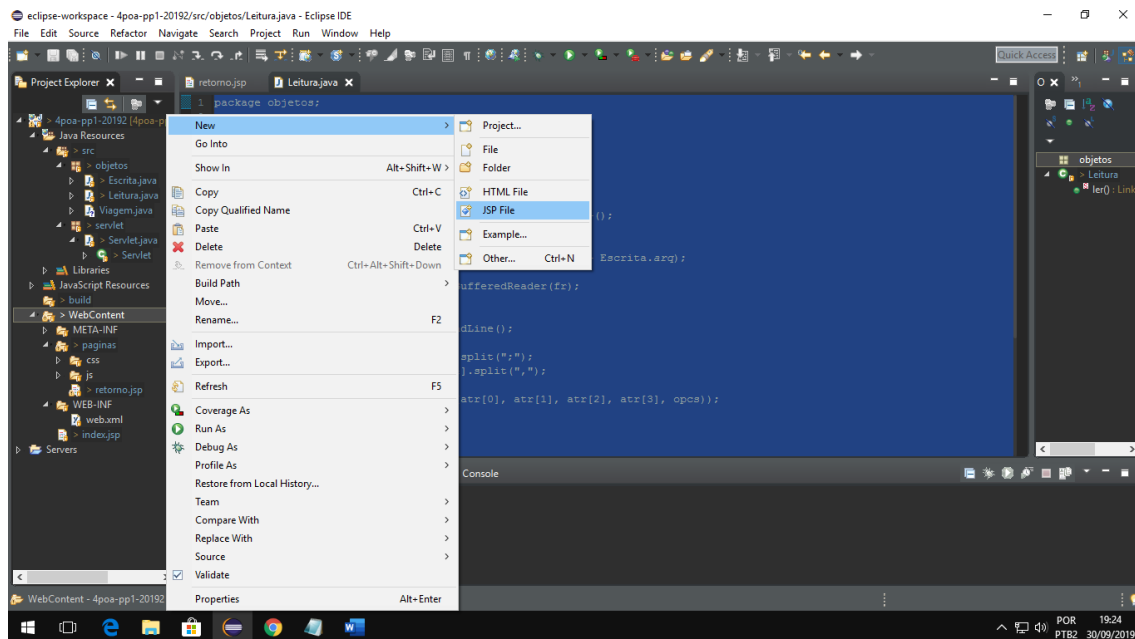 eclipse-workspace - 4poa-pp1-20192/src/objetos/Leitura.java - Eclipse IDE
File Edit Source Refactor Navigate Search Project Run Window Help
Quick Access
Project Explorer
retorno.jsp
Leitura.java
> 4poa-pp1-20192 [4poa-p
Java Resources
> src
> objetos
> Escrita.java
> Leitura.java
Viagem.java
> servlet
> Servlet.java
> Servlet
Libraries
JavaScript Resources
> build
> WebContent
META-INF
> paginas
css
js
> retorno.jsp
WEB-INF
web.xml
> index.jsp
Servers
1 package objetos;
();
Escrita.arq);
ufferedReader(fr);
dLine();
split(";");
].split(",");
atr[0], atr[1], atr[2], atr[3], opcs));
New
Go Into
Show In Alt+Shift+W >
Copy Ctrl+C
Copy Qualified Name
Paste Ctrl+V
Delete Delete
Remove from Context Ctrl+Alt+Shift+Down
Build Path
Move...
Rename... F2
Import...
Export...
Refresh F5
Coverage As
Run As
Debug As
Profile As
Restore from Local History...
Team
Compare With
Replace With
Source
Validate
Properties Alt+Enter
Project...
File
Folder
HTML File
JSP File
Example...
Other... Ctrl+N
O
objetos
> Leitura
ler() : Link
Console
WebContent - 4poa-pp1-20192
POR
PTB2
19:24
30/09/2019